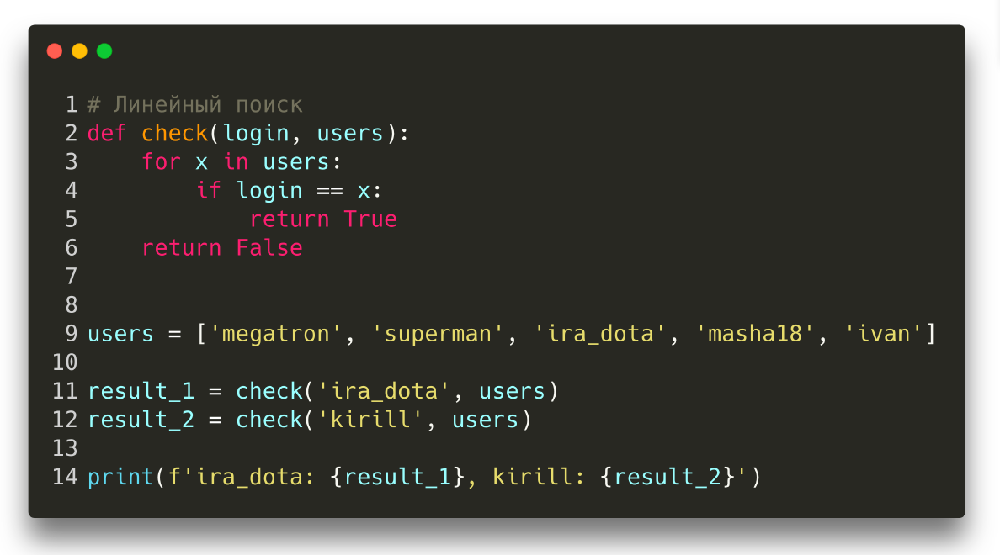 1 # Линейный поиск
2 def check(login, users):
3     for x in users:
4         if login == x:
5             return True
6     return False
7
8
9 users = ['megatron', 'superman', 'ira_dota', 'masha18', 'ivan']
10
11 result_1 = check('ira_dota', users)
12 result_2 = check('kirill', users)
13
14 print(f'ira_dota: {result_1}, kirill: {result_2}')